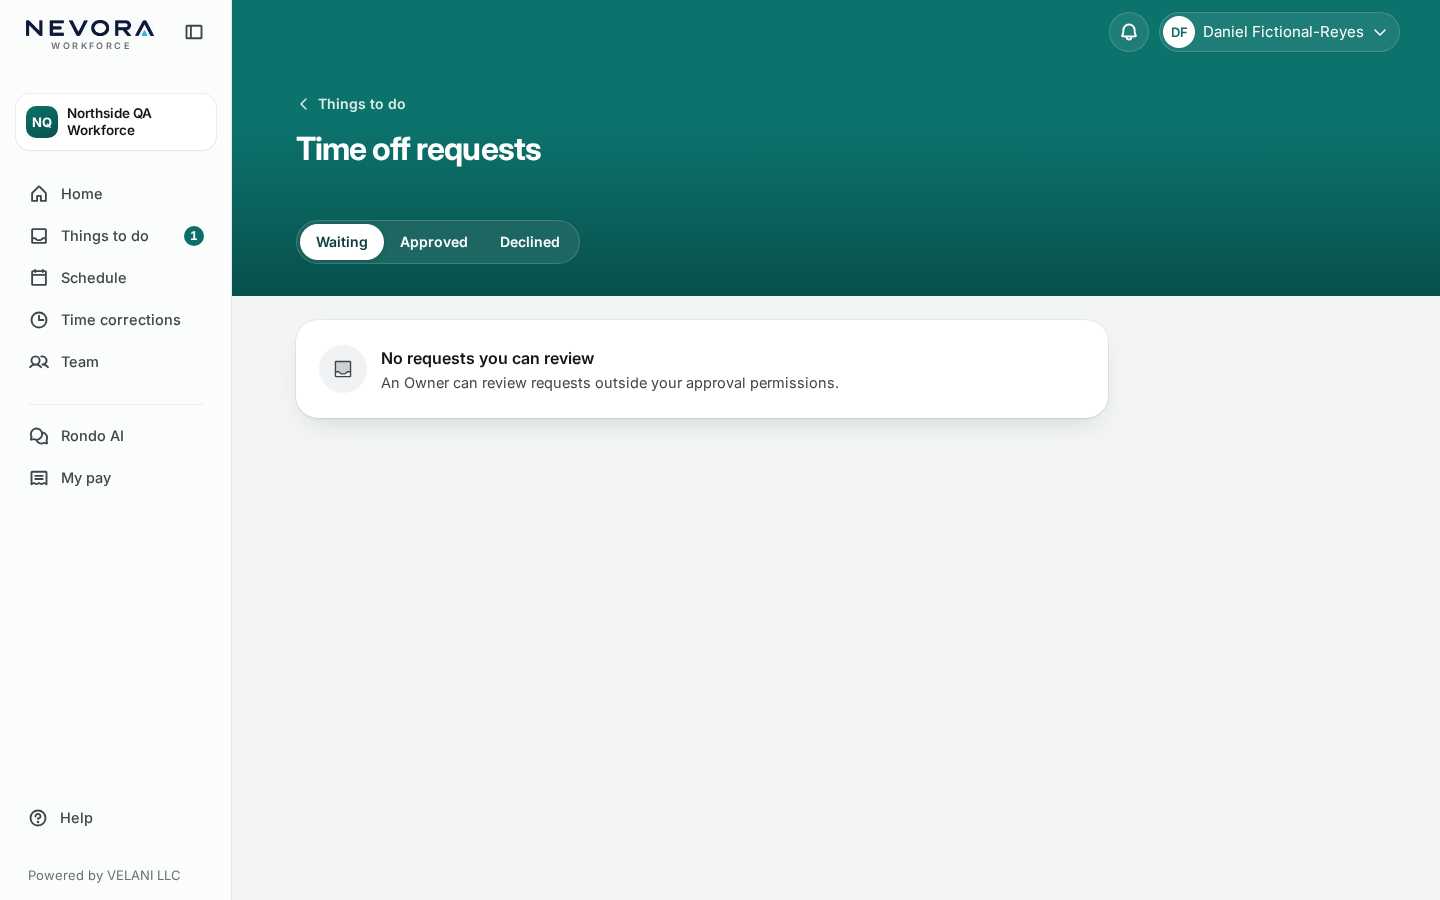 NEVORA
WORKFORCE
NQ
Northside QA
Workforce
Home
Things to do
1
Schedule
Time corrections
Team
Rondo AI
My pay
Help
Powered by VELANI LLC
DF
Daniel Fictional-Reyes
Things to do
Time off requests
Waiting
Approved
Declined
No requests you can review
An Owner can review requests outside your approval permissions.